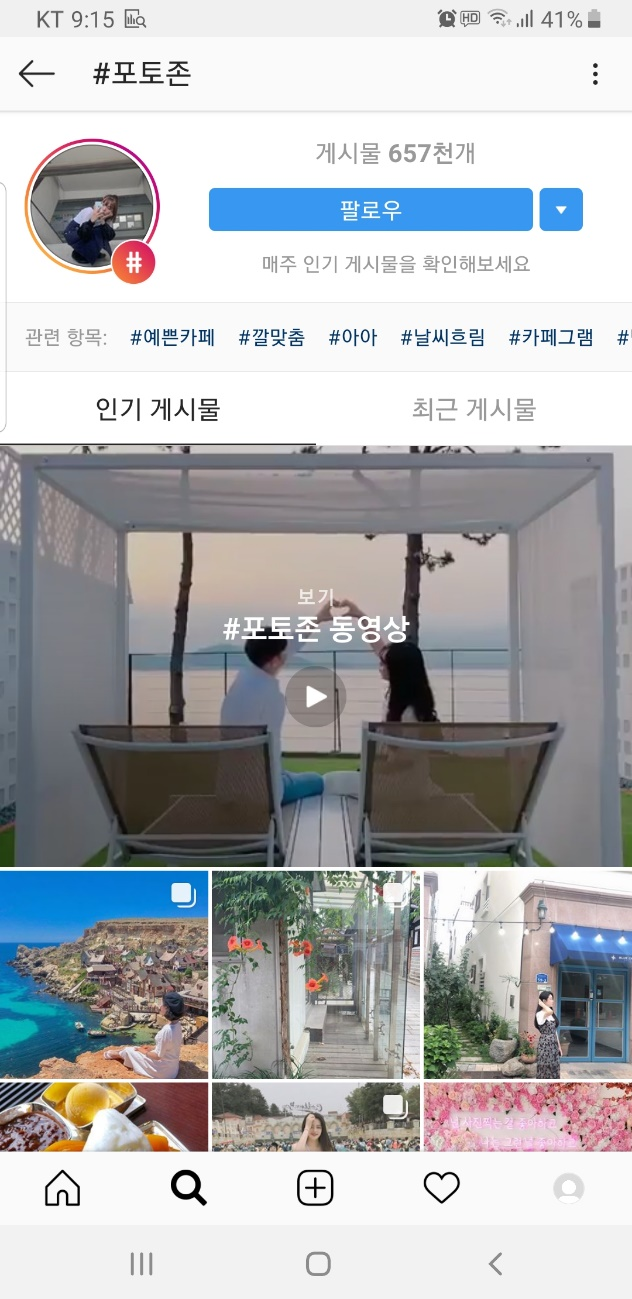 KT 9:15
HD 41%
#포토존
게시물 657천개
팔로우
#
매주 인기 게시물을 확인해보세요
관련 항목: #예쁜카페 #깔맞춤 #아아 #날씨흐림 #카페그램 #
인기 게시물 최근 게시물
보기
#포토존 동영상